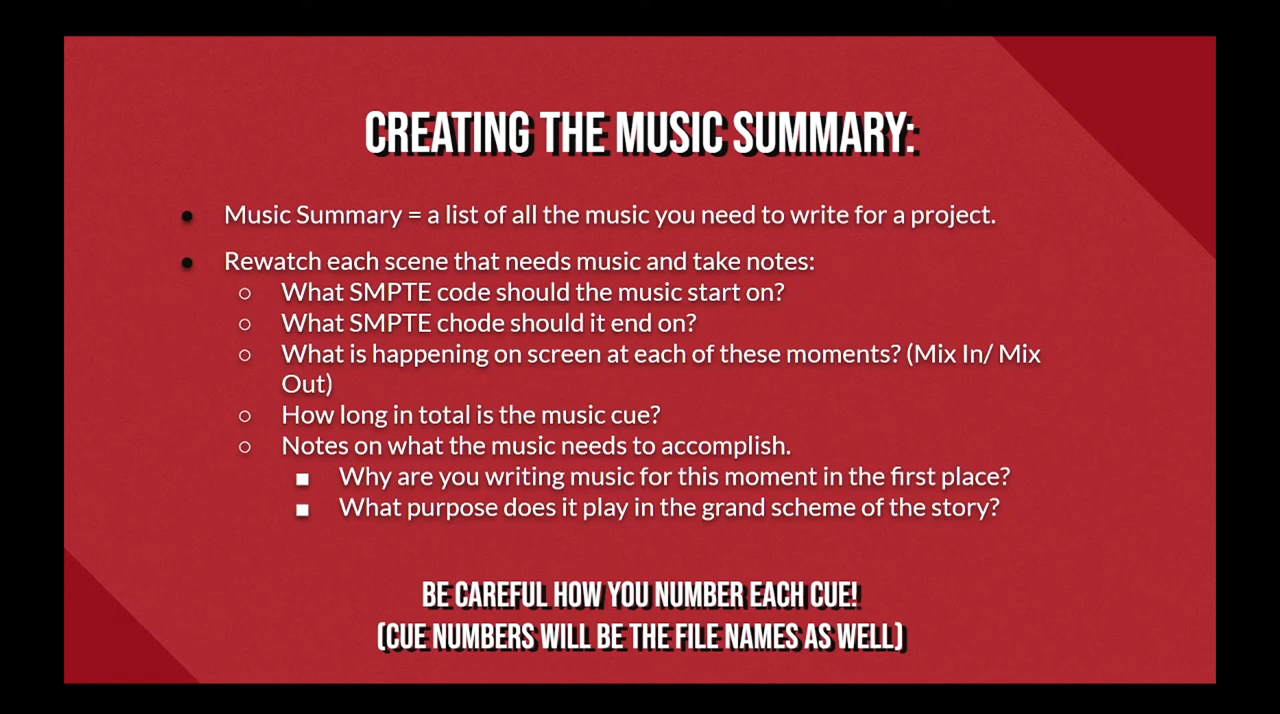 CREATING THE MUSIC SUMMARY:
● Music Summary = a list of all the music you need to write for a project.
● Rewatch each scene that needs music and take notes:
○ What SMPTE code should the music start on?
○ What SMPTE chode should it end on?
○ What is happening on screen at each of these moments? (Mix In/ Mix
Out)
○ How long in total is the music cue?
○ Notes on what the music needs to accomplish.
■ Why are you writing music for this moment in the first place?
■ What purpose does it play in the grand scheme of the story?
BE CAREFUL HOW YOU NUMBER EACH CUE!
(CUE NUMBERS WILL BE THE FILE NAMES AS WELL)